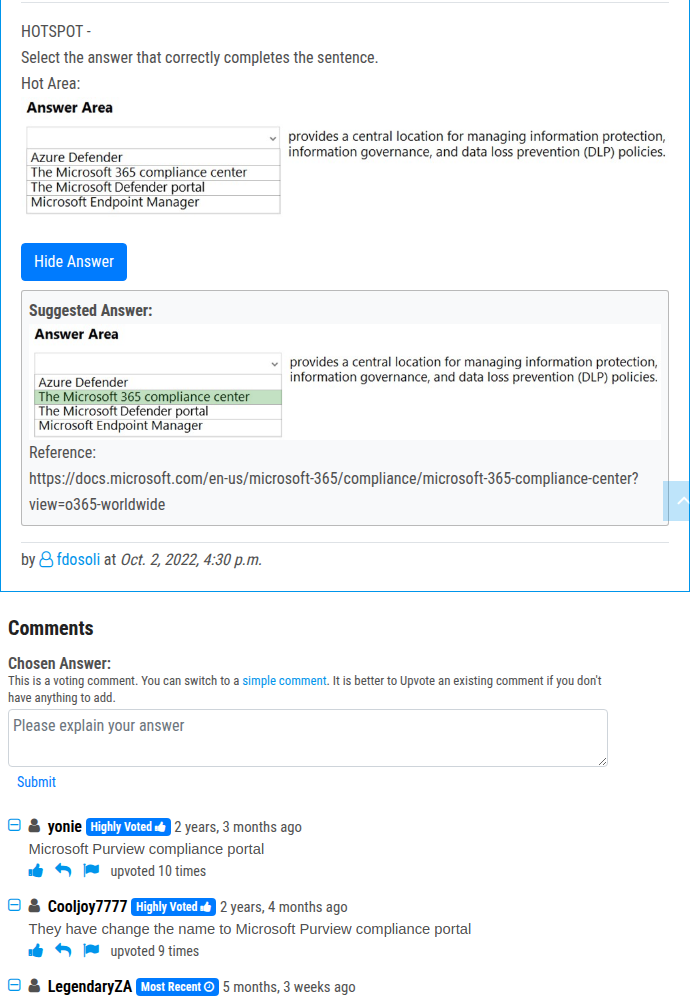 HOTSPOT -
Select the answer that correctly completes the sentence.
Hot Area:
Answer Area
provides a central location for managing information protection,
information governance, and data loss prevention (DLP) policies.
Azure Defender
The Microsoft 365 compliance center
The Microsoft Defender portal
Microsoft Endpoint Manager
Hide Answer
Suggested Answer:
Answer Area
provides a central location for managing information protection,
information governance, and data loss prevention (DLP) policies.
Azure Defender
The Microsoft 365 compliance center
The Microsoft Defender portal
Microsoft Endpoint Manager
Reference:
https://docs.microsoft.com/en-us/microsoft-365/compliance/microsoft-365-compliance-center?
view=o365-worldwide
by fdosoli at Oct. 2, 2022, 4:30 p.m.
Comments
Chosen Answer:
This is a voting comment. You can switch to a simple comment. It is better to Upvote an existing comment if you don't
have anything to add.
Please explain your answer
Submit
yonie Highly Voted 2 years, 3 months ago
Microsoft Purview compliance portal
upvoted 10 times
Cooljoy7777 Highly Voted 2 years, 4 months ago
They have change the name to Microsoft Purview compliance portal
upvoted 9 times
LegendaryZA Most Recent 5 months, 3 weeks ago